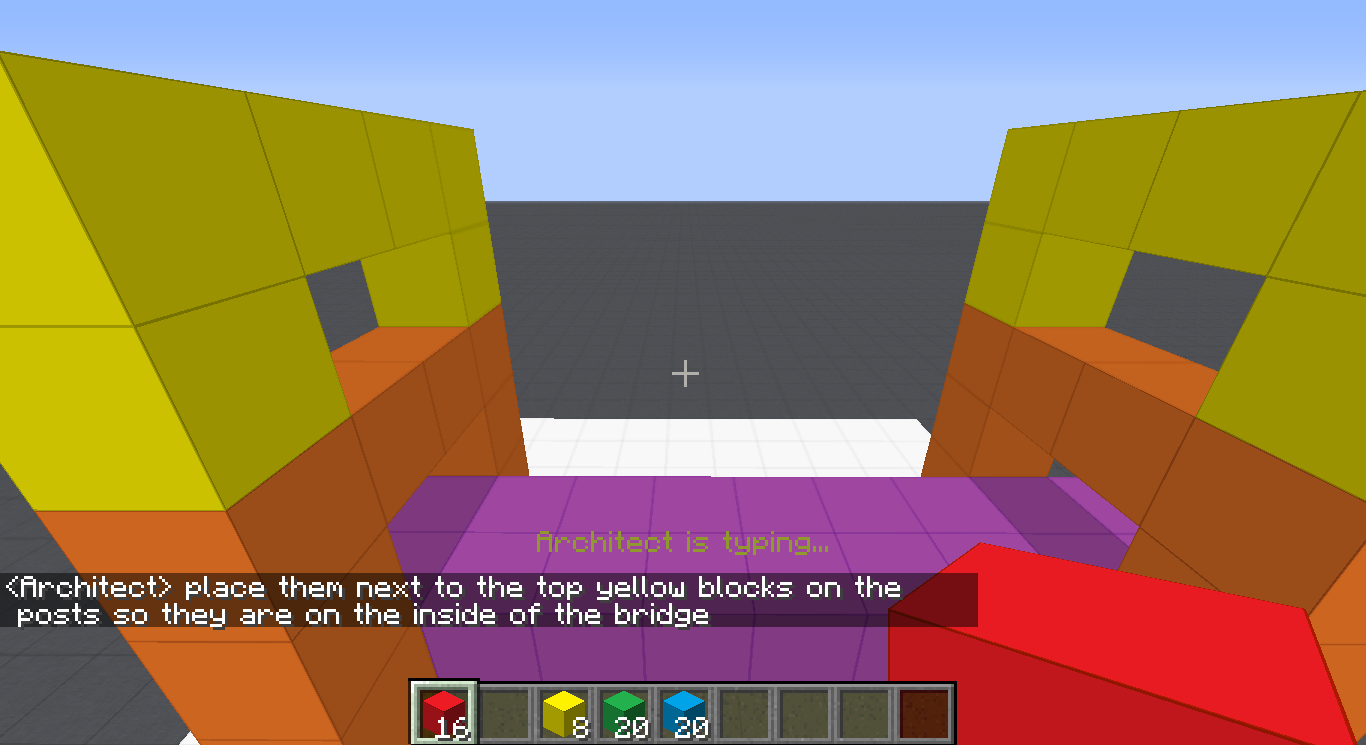 Architect is typing...
<Architect> place them next to the top yellow blocks on the
posts so they are on the inside of the bridge
16
8
20
20